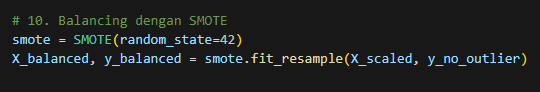 # 10. Balancing dengan SMOTE
smote = SMOTE(random_state=42)
X_balanced, y_balanced = smote.fit_resample(X_scaled, y_no_outlier)